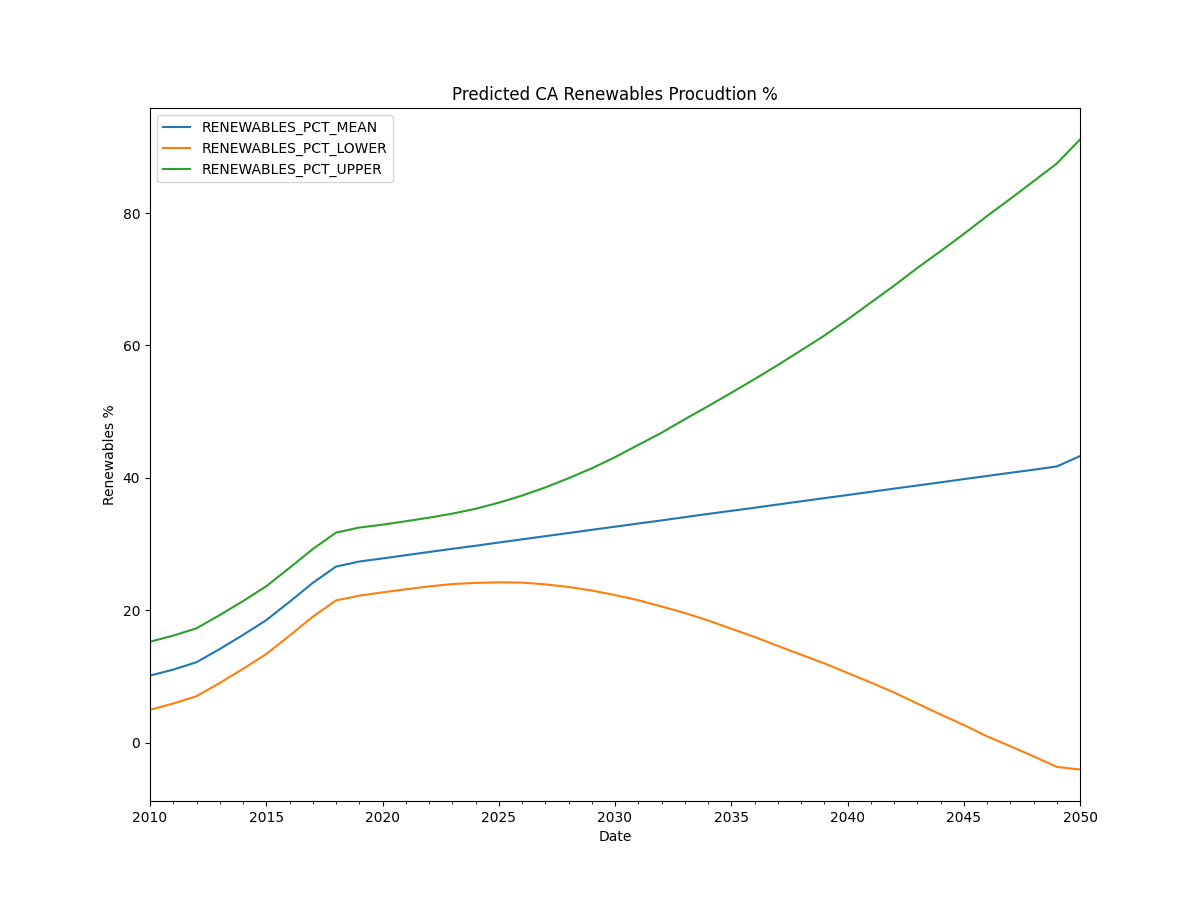 Predicted CA Renewables Procudtion %
RENEWABLES_PCT_MEAN
RENEWABLES_PCT_LOWER
RENEWABLES_PCT_UPPER
80
60
40
20
0
Renewables %
2010 2015 2020 2025 2030 2035 2040 2045 2050
Date